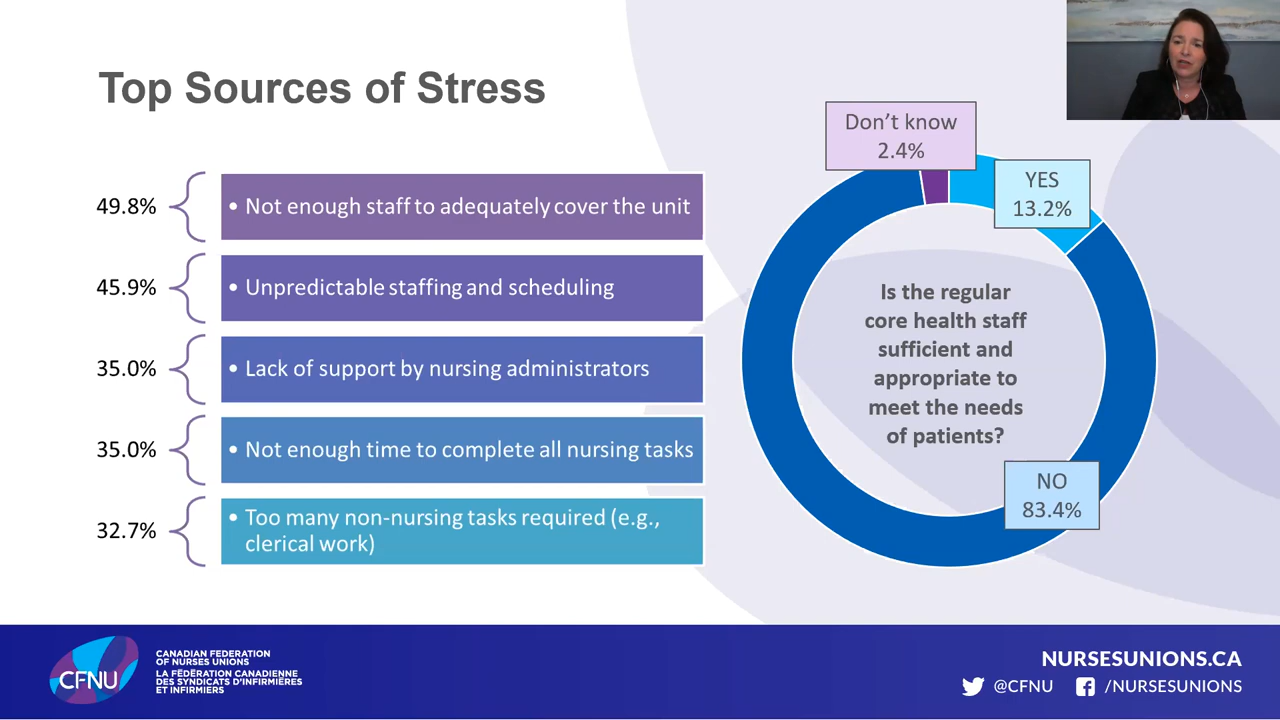 Top Sources of Stress
49.8%
• Not enough staff to adequately cover the unit
45.9%
• Unpredictable staffing and scheduling
35.0%
• Lack of support by nursing administrators
35.0%
• Not enough time to complete all nursing tasks
32.7%
• Too many non-nursing tasks required (e.g.,
clerical work)
Don't know
2.4%
YES
13.2%
Is the regular
core health staff
sufficient and
appropriate to
meet the needs
of patients?
NO
83.4%
CFNU
CANADIAN FEDERATION
OF NURSES UNIONS
LA FÉDÉRATION CANADIENNE
DES SYNDICATS D'INFIRMIÈRES
ET INFIRMIERS
NURSESUNIONS.CA
@CFNU
/NURSESUNIONS